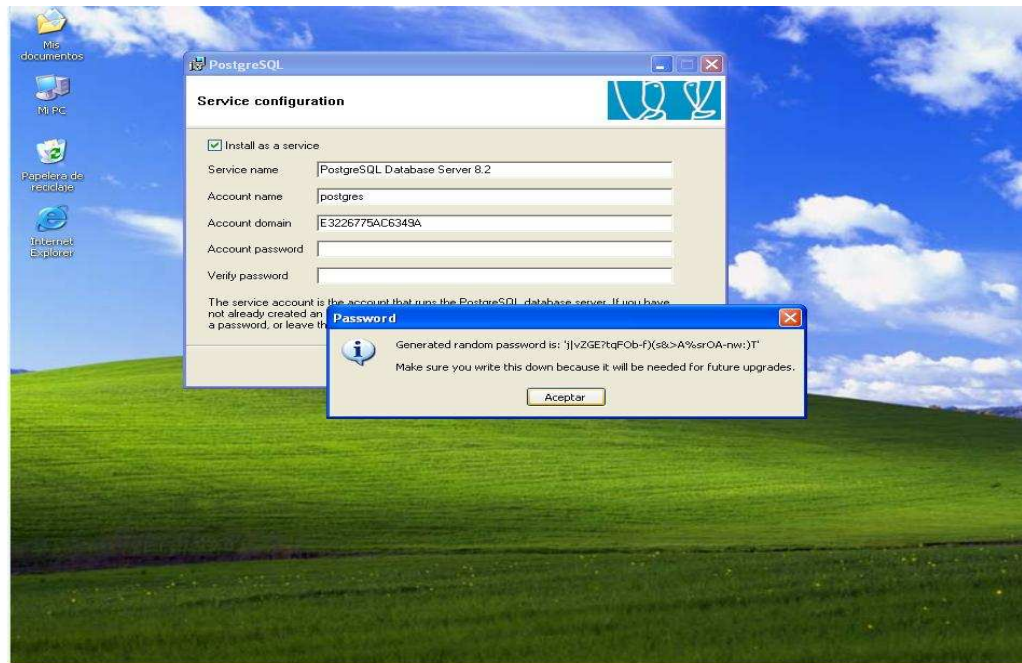 Mis
documentos
Mi PC
Papelera de
reciclaje
Internet
Explorer
PostgreSQL
Service configuration
Install as a service
Service name
PostgreSQL Database Server 8.2
Account name
postgres
Account domain
E3226775AC6349A
Account password
Verify password
The service account is the account that runs the PostgreSQL database server. If you have
not already created an
a password, or leave
Password
Generated random password is: 'j|vZGE?tqFOb-f)(s&>A%srOA-nw:)T'
Make sure you write this down because it will be needed for future upgrades.
Aceptar